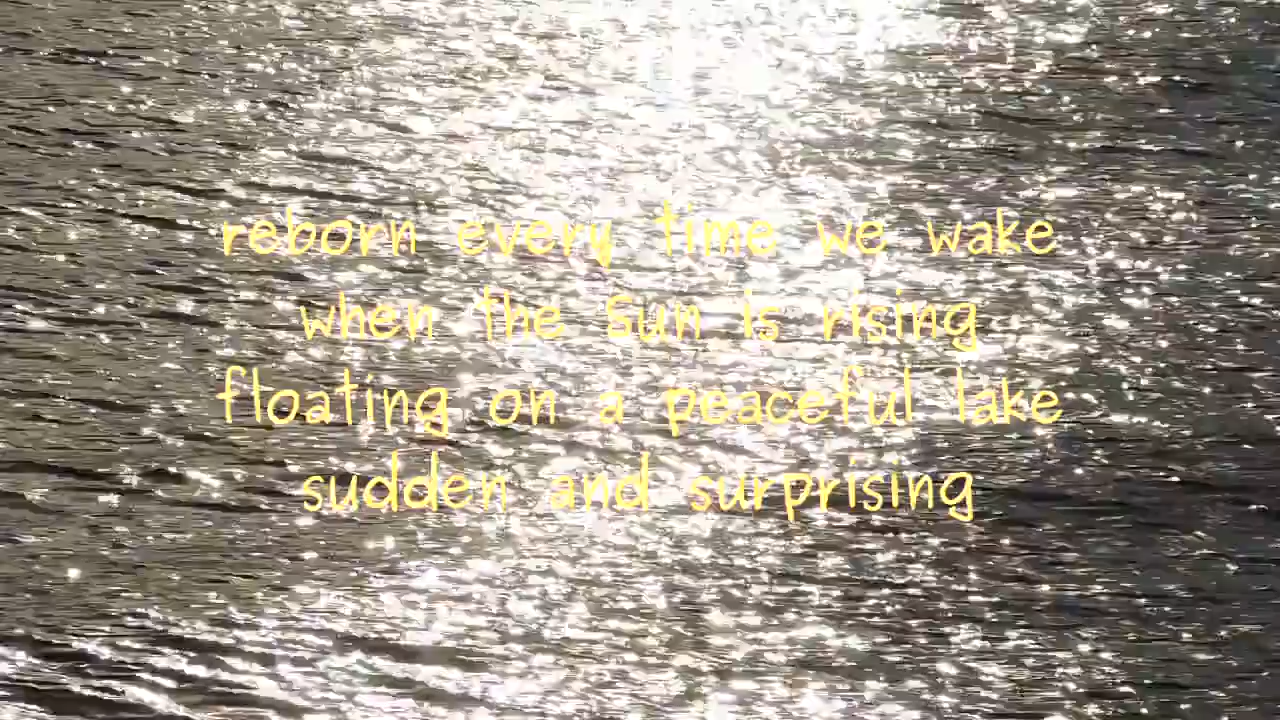 reborn every time we wake
when the Sun is rising
floating on a peaceful lake
sudden and surprising